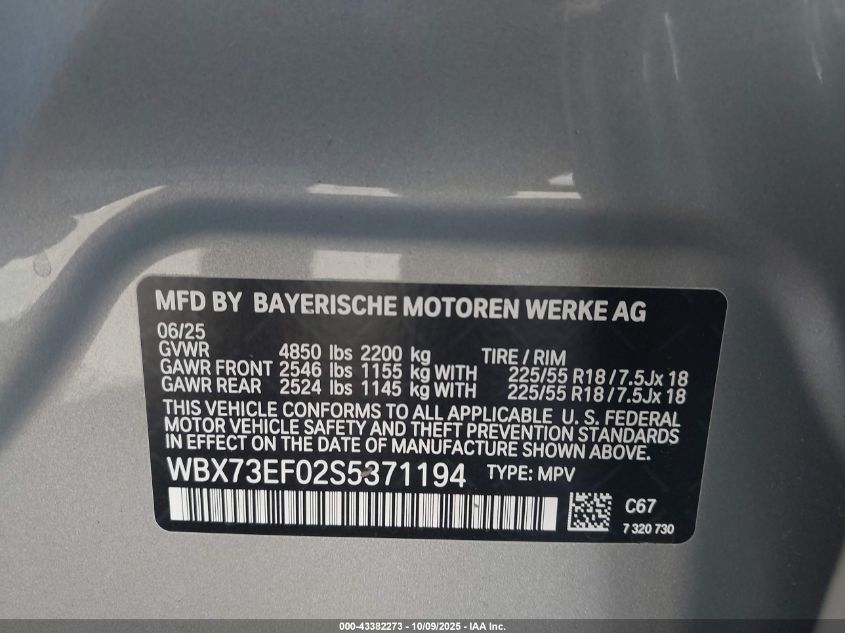 MFD BY BAYERISCHE MOTOREN WERKE AG
06/25
GVWR 4850 lbs 2200 kg TIRE / RIM
GAWR FRONT 2546 lbs 1155 kg WITH 225/55 R18 / 7.5Jx 18
GAWR REAR 2524 lbs 1145 kg WITH 225/55 R18 / 7.5Jx 18
THIS VEHICLE CONFORMS TO ALL APPLICABLE U. S. FEDERAL
MOTOR VEHICLE SAFETY AND THEFT PREVENTION STANDARDS
IN EFFECT ON THE DATE OF MANUFACTURE SHOWN ABOVE.
WBX73EF02S5371194 TYPE: MPV
C67
7 320 730
000-43382273 - 10/09/2025 - IAA Inc.